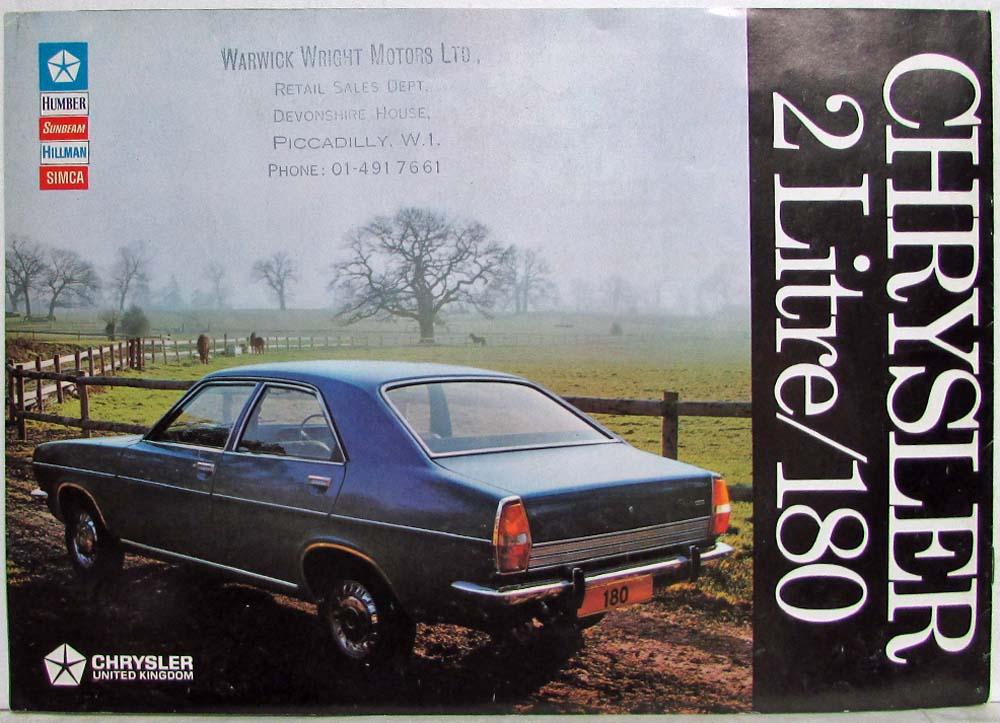 HUMBER
SUNBEAM
HILLMAN
SIMCA
WARWICK WRIGHT MOTORS LTD.,
RETAIL SALES DEPT.
DEVONSHIRE HOUSE,
PICCADILLY. W.1.
PHONE: 01-491 7661
CHRYSLER
2 Litre/180
180
CHRYSLER
UNITED KINGDOM